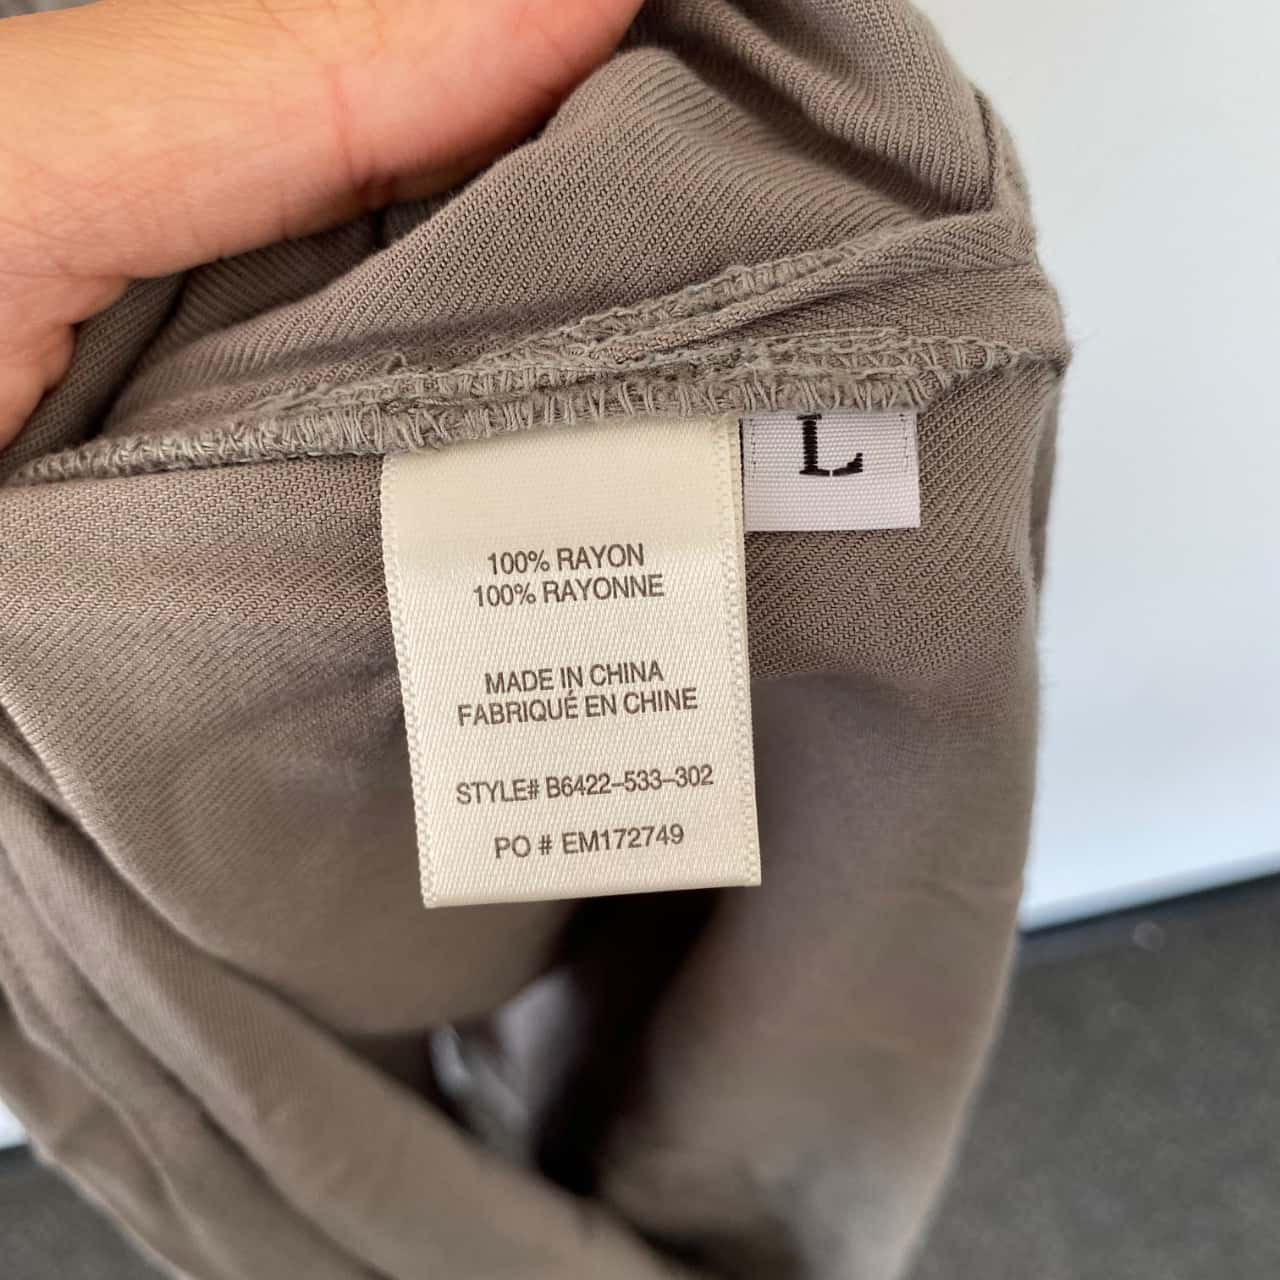 L
100% RAYON
100% RAYONNE
MADE IN CHINA
FABRIQUÉ EN CHINE
STYLE# B6422-533-302
PO # EM172749